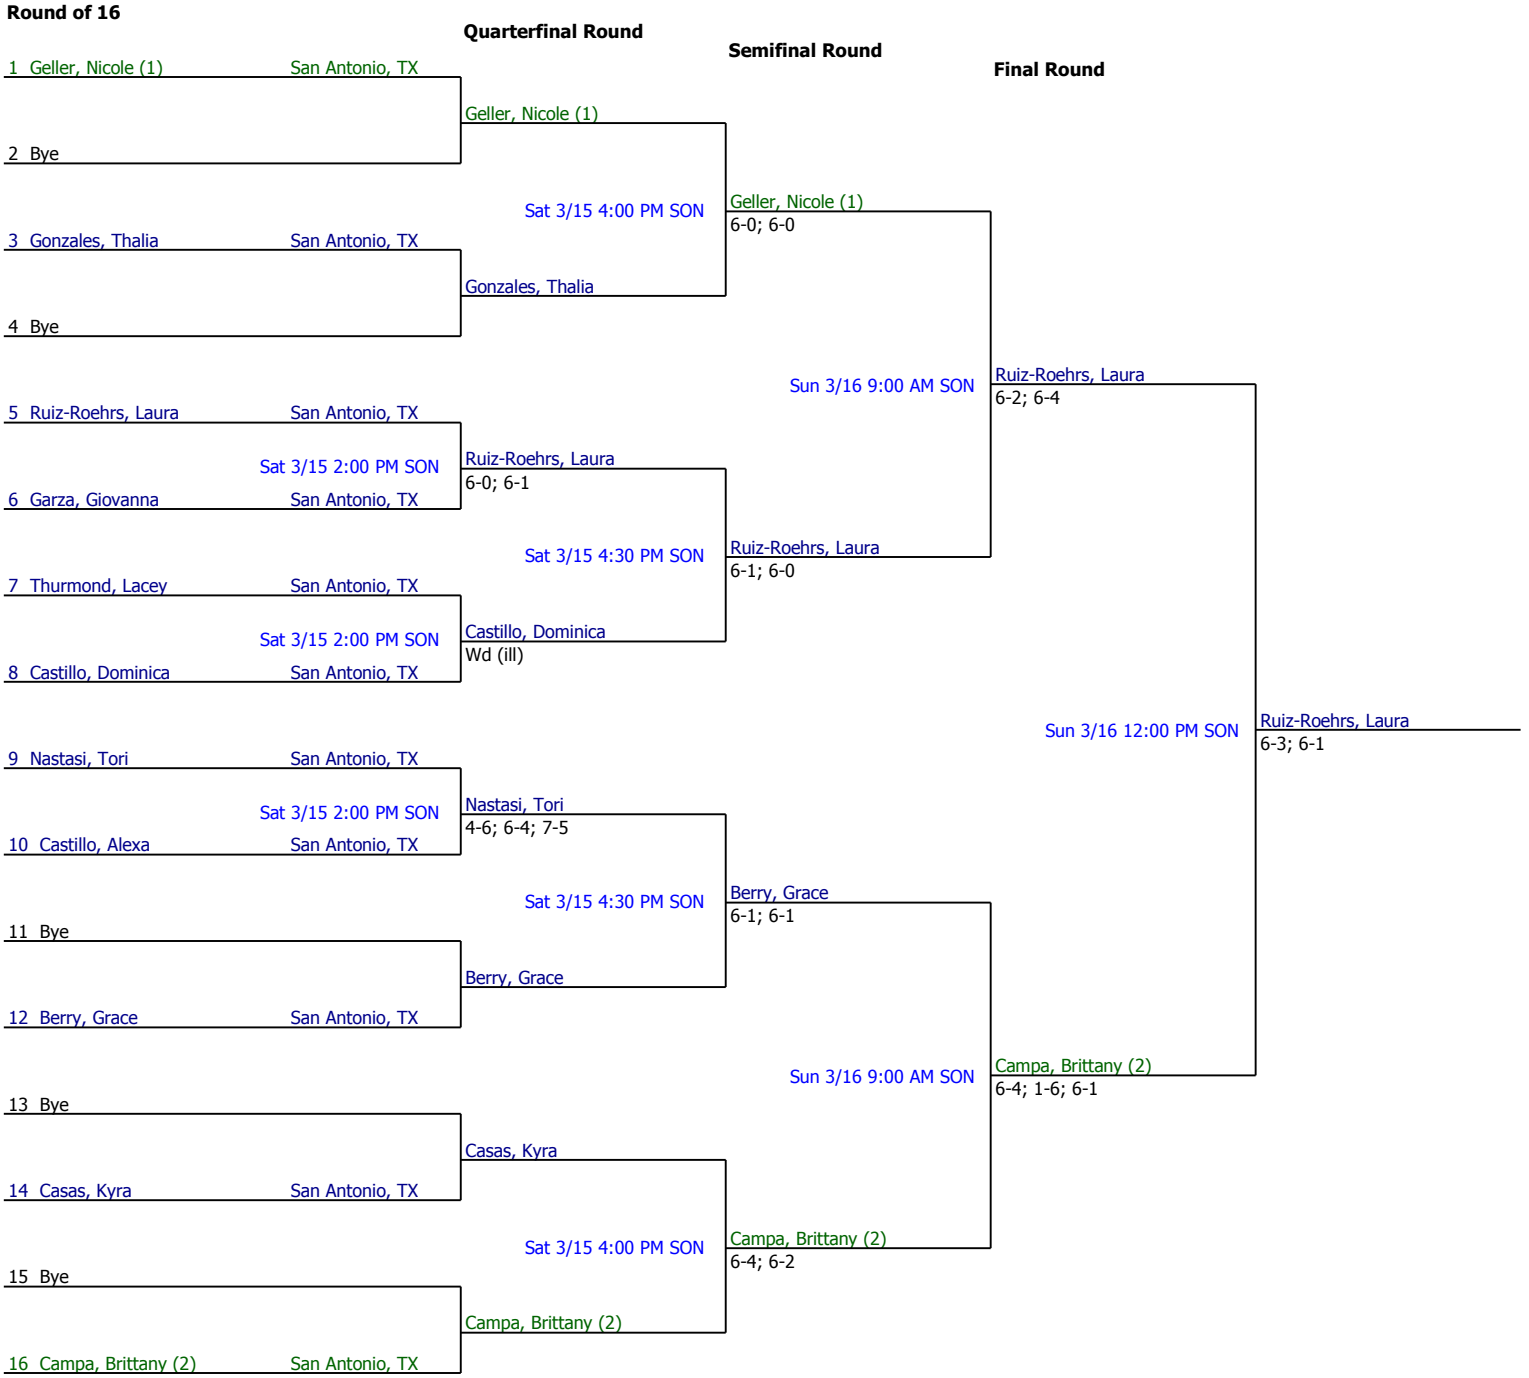 Round of 16
Quarterfinal Round
Semifinal Round
Final Round
1 Geller, Nicole (1) San Antonio, TX
Geller, Nicole (1)
2 Bye
Sat 3/15 4:00 PM SON
Geller, Nicole (1)
6-0; 6-0
3 Gonzales, Thalia San Antonio, TX
Gonzales, Thalia
4 Bye
Sun 3/16 9:00 AM SON
Ruiz-Roehrs, Laura
6-2; 6-4
5 Ruiz-Roehrs, Laura San Antonio, TX
Sat 3/15 2:00 PM SON
Ruiz-Roehrs, Laura
6-0; 6-1
6 Garza, Giovanna San Antonio, TX
Sat 3/15 4:30 PM SON
Ruiz-Roehrs, Laura
6-1; 6-0
7 Thurmond, Lacey San Antonio, TX
Sat 3/15 2:00 PM SON
Castillo, Dominica
Wd (ill)
8 Castillo, Dominica San Antonio, TX
Sun 3/16 12:00 PM SON
Ruiz-Roehrs, Laura
6-3; 6-1
9 Nastasi, Tori San Antonio, TX
Sat 3/15 2:00 PM SON
Nastasi, Tori
4-6; 6-4; 7-5
10 Castillo, Alexa San Antonio, TX
Sat 3/15 4:30 PM SON
Berry, Grace
6-1; 6-1
11 Bye
Berry, Grace
12 Berry, Grace San Antonio, TX
Sun 3/16 9:00 AM SON
Campa, Brittany (2)
6-4; 1-6; 6-1
13 Bye
Casas, Kyra
14 Casas, Kyra San Antonio, TX
Sat 3/15 4:00 PM SON
Campa, Brittany (2)
6-4; 6-2
15 Bye
Campa, Brittany (2)
16 Campa, Brittany (2) San Antonio, TX